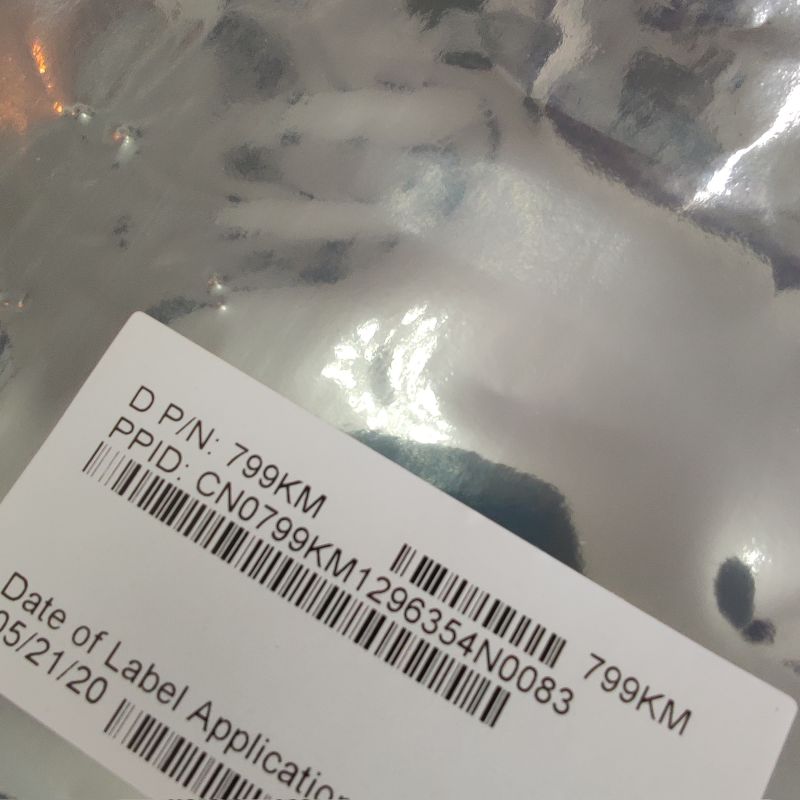 D P/N: 799KM
799KM
PPID: CN0799KM1296354N0083
Date of Label Application
05/21/20